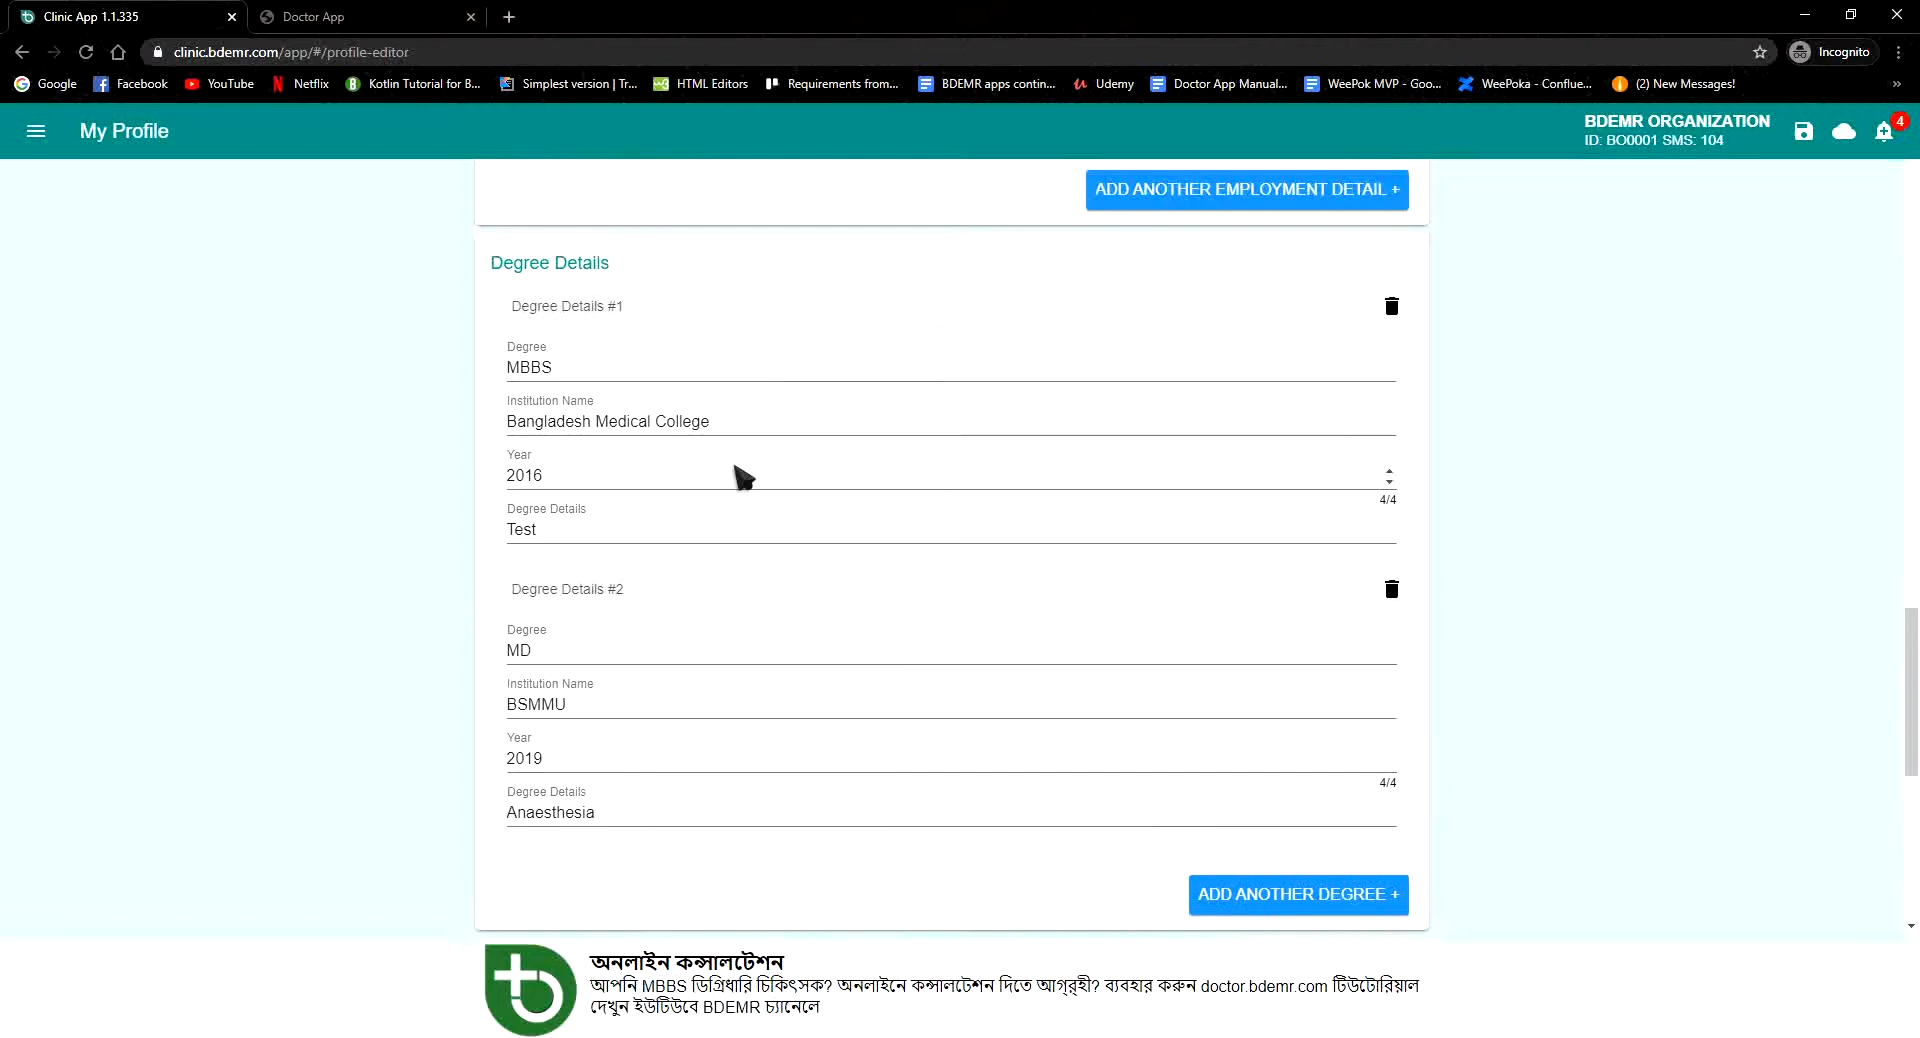 Clinic App 1.1.335
Doctor App
clinic.bdemr.com/app/#/profile-editor
Incognito
Google
Facebook
YouTube
Netflix
Kotlin Tutorial for B...
Simplest version | Tr...
HTML Editors
Requirements from...
BDEMR apps contin...
Udemy
Doctor App Manual...
WeePok MVP - Goo...
WeePoka - Conflue...
(2) New Messages!
»
My Profile
BDEMR ORGANIZATION
ID: BO0001 SMS: 104
4
ADD ANOTHER EMPLOYMENT DETAIL +
Degree Details
Degree Details #1
Degree
MBBS
Institution Name
Bangladesh Medical College
Year
2016
4/4
Degree Details
Test
Degree Details #2
Degree
MD
Institution Name
BSMMU
Year
2019
4/4
Degree Details
Anaesthesia
ADD ANOTHER DEGREE +
অনলাইন কন্সালটেশন
আপনি MBBS ডিগ্রিধারি চিকিৎসক? অনলাইনে কন্সালটেশন দিতে আগ্রহী? ব্যবহার করুন doctor.bdemr.com টিউটোরিয়াল
দেখুন ইউটিউবে BDEMR চ্যানেলে